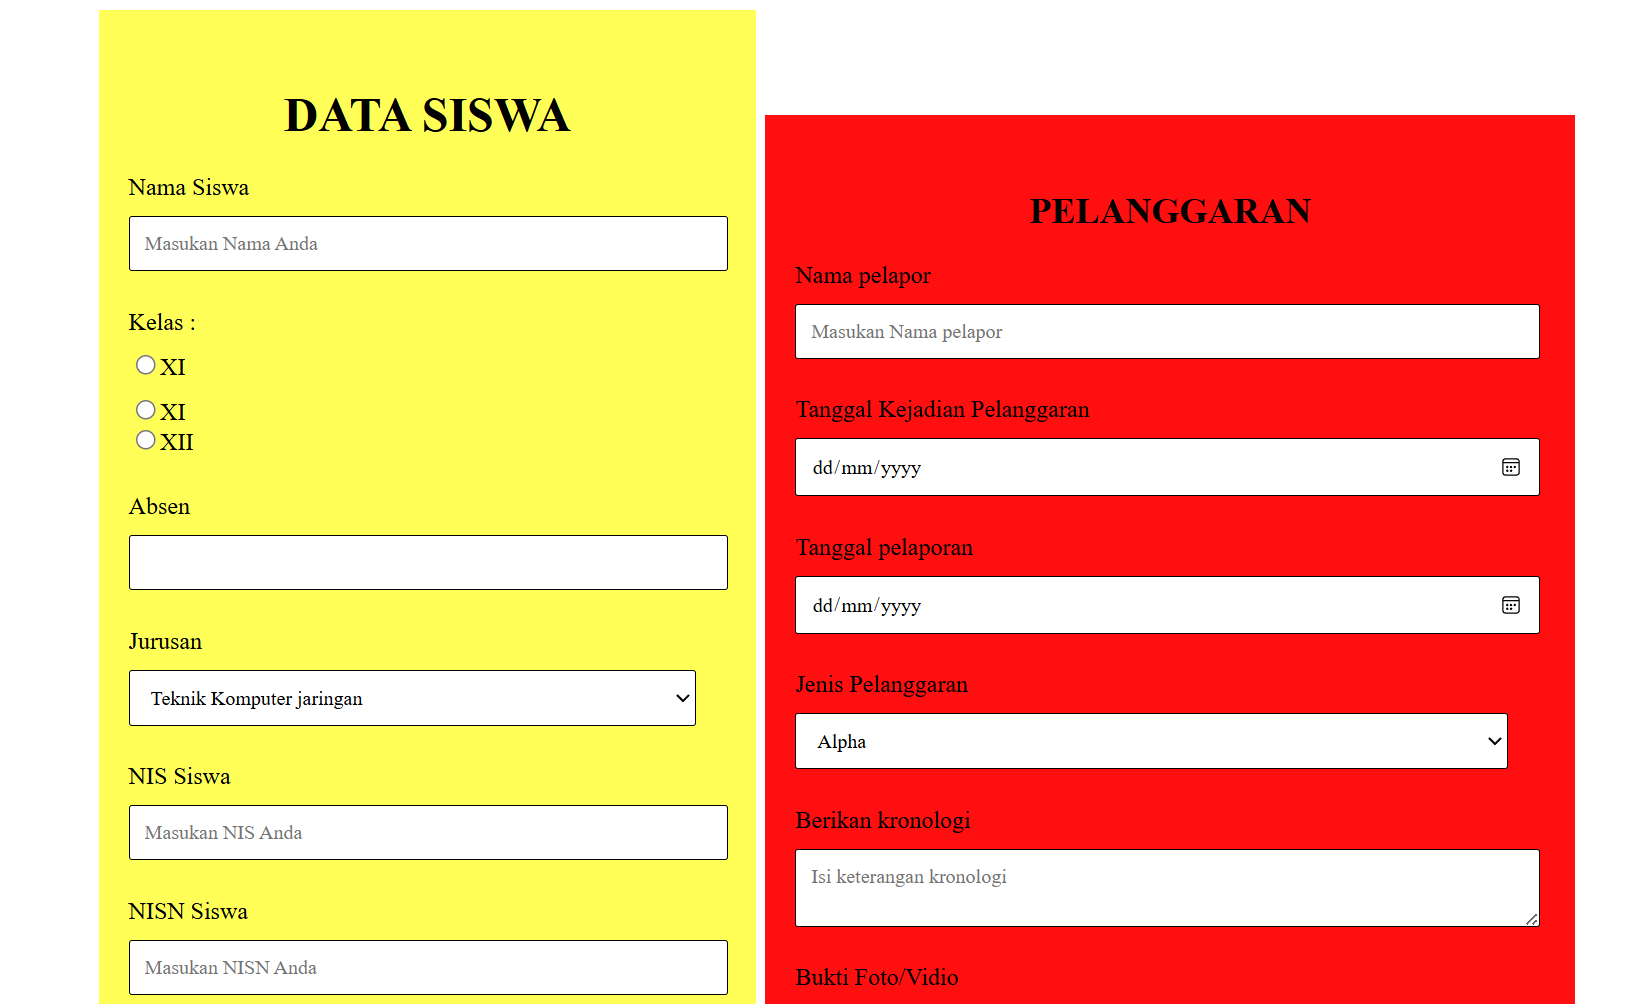 DATA SISWA
Nama Siswa
Masukan Nama Anda
Kelas :
XI
XI
XII
Absen
Jurusan
Teknik Komputer jaringan
NIS Siswa
Masukan NIS Anda
NISN Siswa
Masukan NISN Anda
PELANGGARAN
Nama pelapor
Masukan Nama pelapor
Tanggal Kejadian Pelanggaran
dd/mm/yyyy
Tanggal pelaporan
dd/mm/yyyy
Jenis Pelanggaran
Alpha
Berikan kronologi
Isi keterangan kronologi
Bukti Foto/Vidio